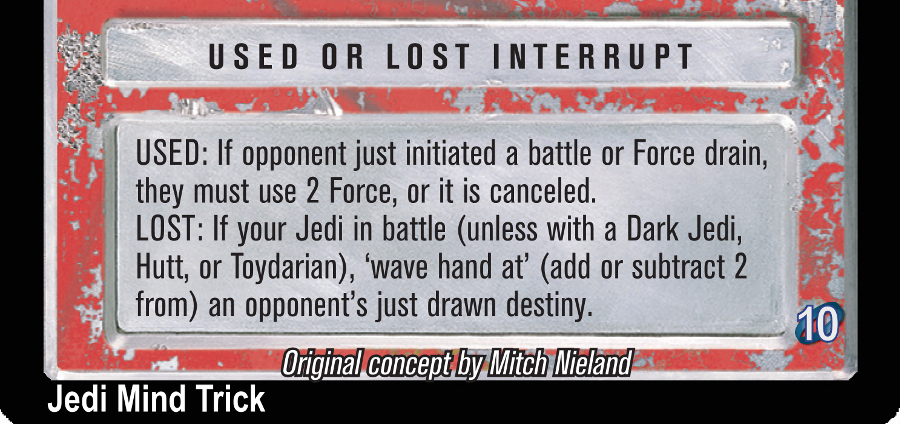 USED OR LOST INTERRUPT
USED: If opponent just initiated a battle or Force drain,
they must use 2 Force, or it is canceled.
LOST: If your Jedi in battle (unless with a Dark Jedi,
Hutt, or Toydarian), ‘wave hand at’ (add or subtract 2
from) an opponent’s just drawn destiny.
10
Original concept by Mitch Nieland
Jedi Mind Trick